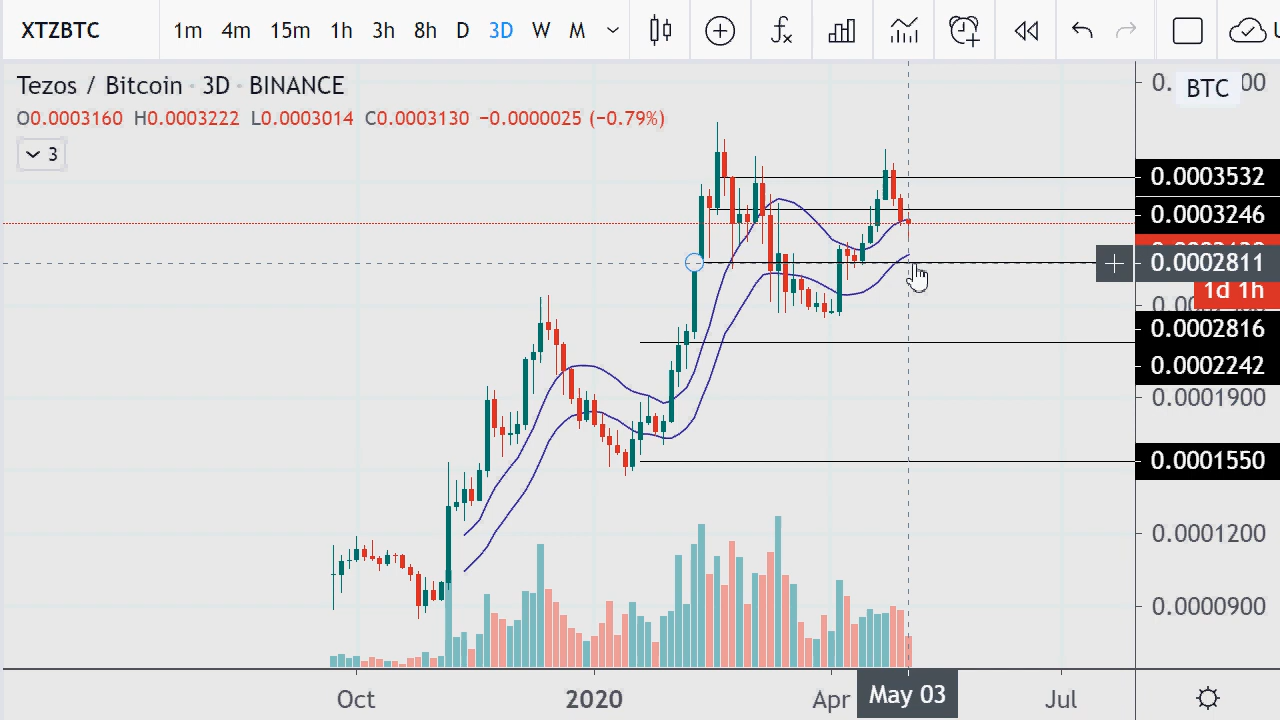 XTZBTC 1m 4m 15m 1h 3h 8h D 3D W M
Tezos / Bitcoin · 3D · BINANCE
BTC
O0.0003160 H0.0003222 L0.0003014 C0.0003130 −0.0000025 (−0.79%)
3
0.0003532
0.0003246
0.0002811
1d 1h
0.0002816
0.0002242
0.0001900
0.0001550
0.0001200
0.0000900
Oct 2020 Apr May 03 Jul